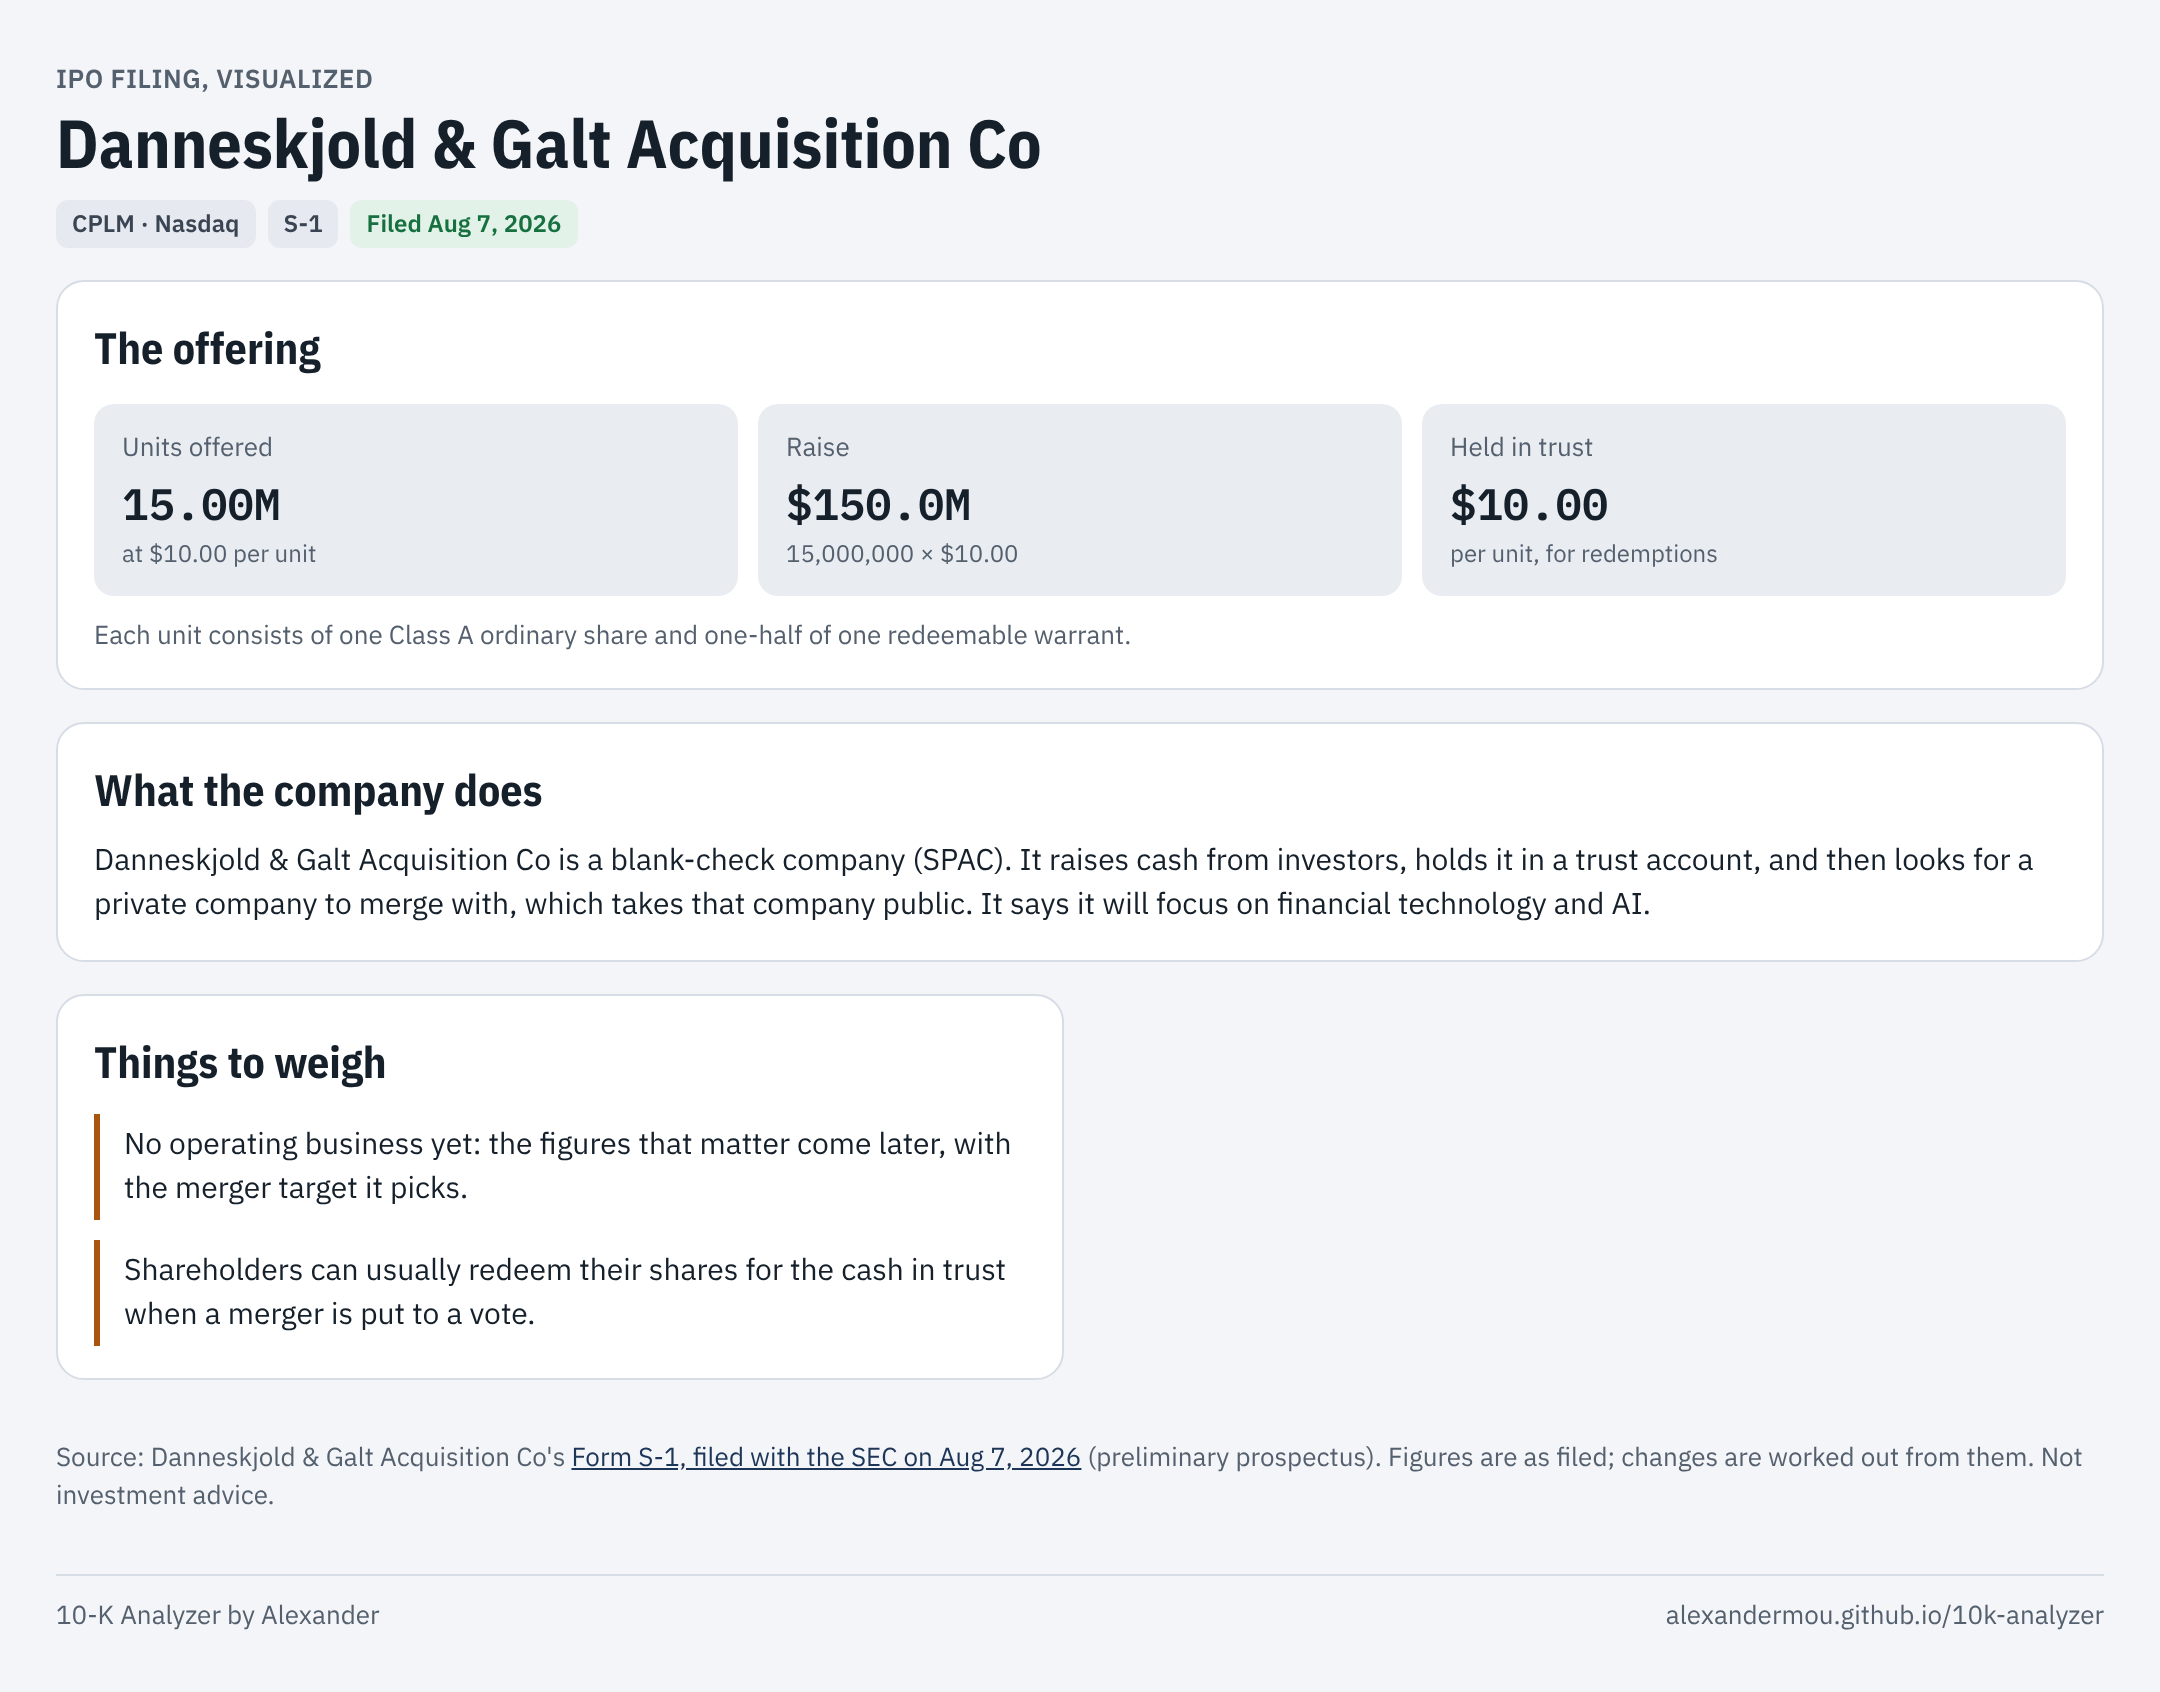 IPO FILING, VISUALIZED
Danneskjold & Galt Acquisition Co
CPLM · Nasdaq S-1 Filed Aug 7, 2026
The offering
Units offered
15.00M
at $10.00 per unit
Raise
$150.0M
15,000,000 × $10.00
Held in trust
$10.00
per unit, for redemptions
Each unit consists of one Class A ordinary share and one-half of one redeemable warrant.
What the company does
Danneskjold & Galt Acquisition Co is a blank-check company (SPAC). It raises cash from investors, holds it in a trust account, and then looks for a
private company to merge with, which takes that company public. It says it will focus on financial technology and AI.
Things to weigh
No operating business yet: the figures that matter come later, with
the merger target it picks.
Shareholders can usually redeem their shares for the cash in trust
when a merger is put to a vote.
Source: Danneskjold & Galt Acquisition Co's Form S-1, filed with the SEC on Aug 7, 2026 (preliminary prospectus). Figures are as filed; changes are worked out from them. Not
investment advice.
10-K Analyzer by Alexander
alexandermou.github.io/10k-analyzer